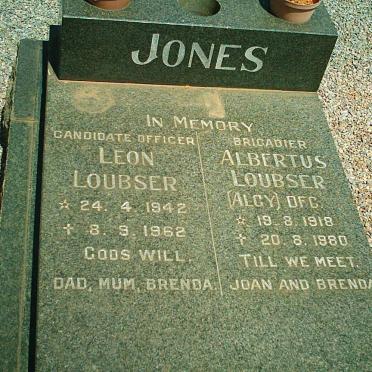 JONES
IN MEMORY
CANDIDATE OFFICER
LEON
LOUBSER
☆ 24. 4. 1942
✝ 8. 9. 1962
GODS WILL.
DAD, MUM, BRENDA.
BRIGADIER
ALBERTUS
LOUBSER
(ALCY) DFC.
☆ 19. 8. 1918
✝ 20. 8. 1980
TILL WE MEET.
JOAN AND BRENDA